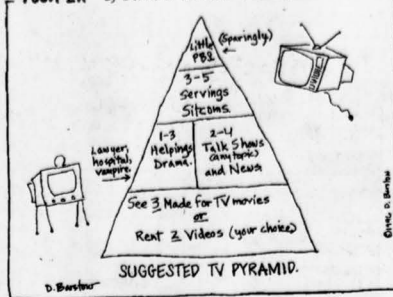 Little
PBS
(Sparingly)
3-5
Servings
Sitcoms.
Lawyer,
hospital,
vampire.
1-3
Helpings
Drama.
2-4
Talk Shows
(any topic)
and News
See 3 Made for TV movies
or
Rent 2 Videos (your choice)
SUGGESTED TV PYRAMID.
D. Barstow
©1996 D. Barstow